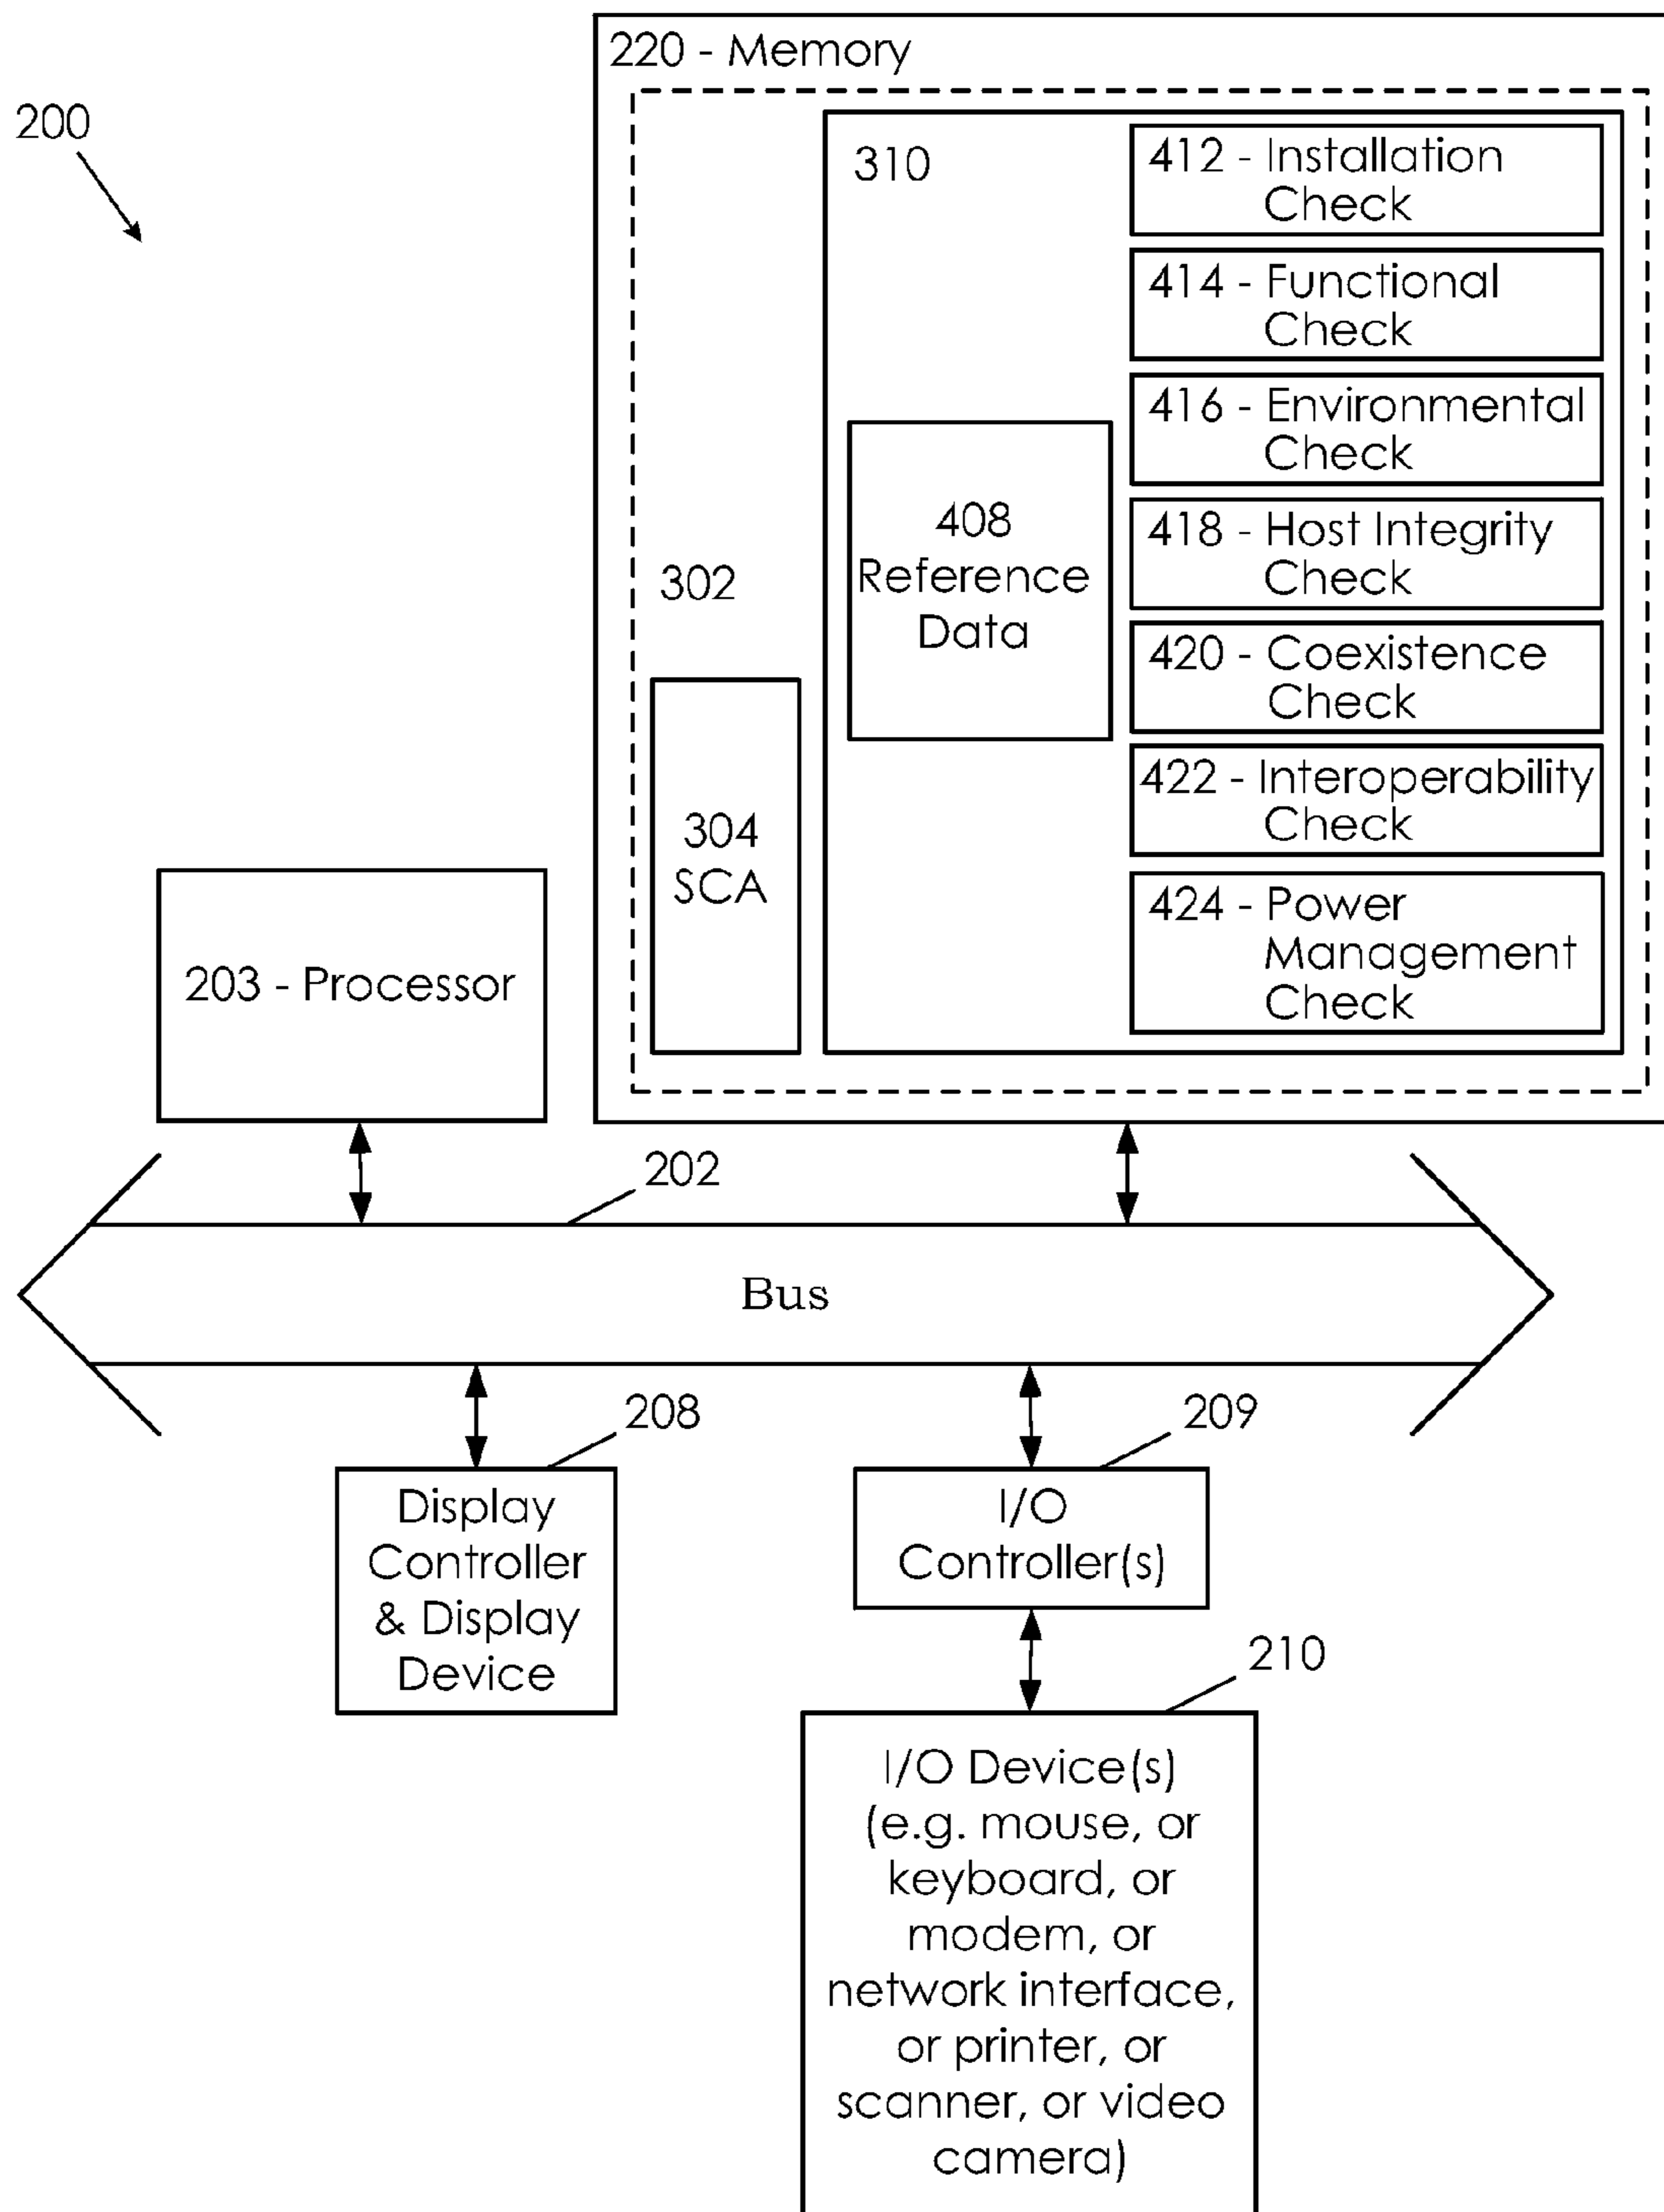 220 - Memory
200
310
412 - Installation
Check
414 - Functional
Check
416 - Environmental
Check
408
Reference
Data
418 - Host Integrity
Check
302
420 - Coexistence
Check
422 - Interoperability
Check
304
SCA
424 - Power
Management
Check
203 - Processor
202
Bus
208
Display
Controller
& Display
Device
209
I/O
Controller(s)
210
I/O Device(s)
(e.g. mouse, or
keyboard, or
modem, or
network interface,
or printer, or
scanner, or video
camera)